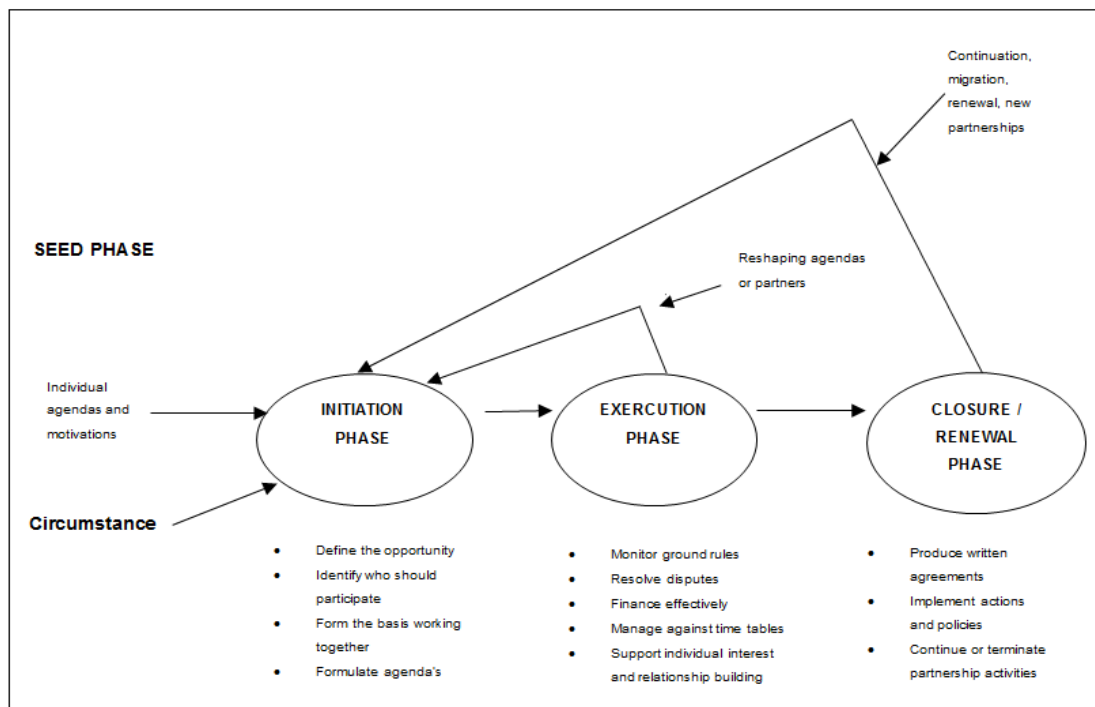 Continuation,
migration,
renewal, new
partnerships
SEED PHASE
Reshaping agendas
or partners
Individual
agendas and
motivations
INITIATION
PHASE
EXERCUTION
PHASE
CLOSURE /
RENEWAL
PHASE
Circumstance
• Define the opportunity
• Identify who should
participate
• Form the basis working
together
• Formulate agenda's
• Monitor ground rules
• Resolve disputes
• Finance effectively
• Manage against time tables
• Support individual interest
and relationship building
• Produce written
agreements
• Implement actions
and policies
• Continue or terminate
partnership activities